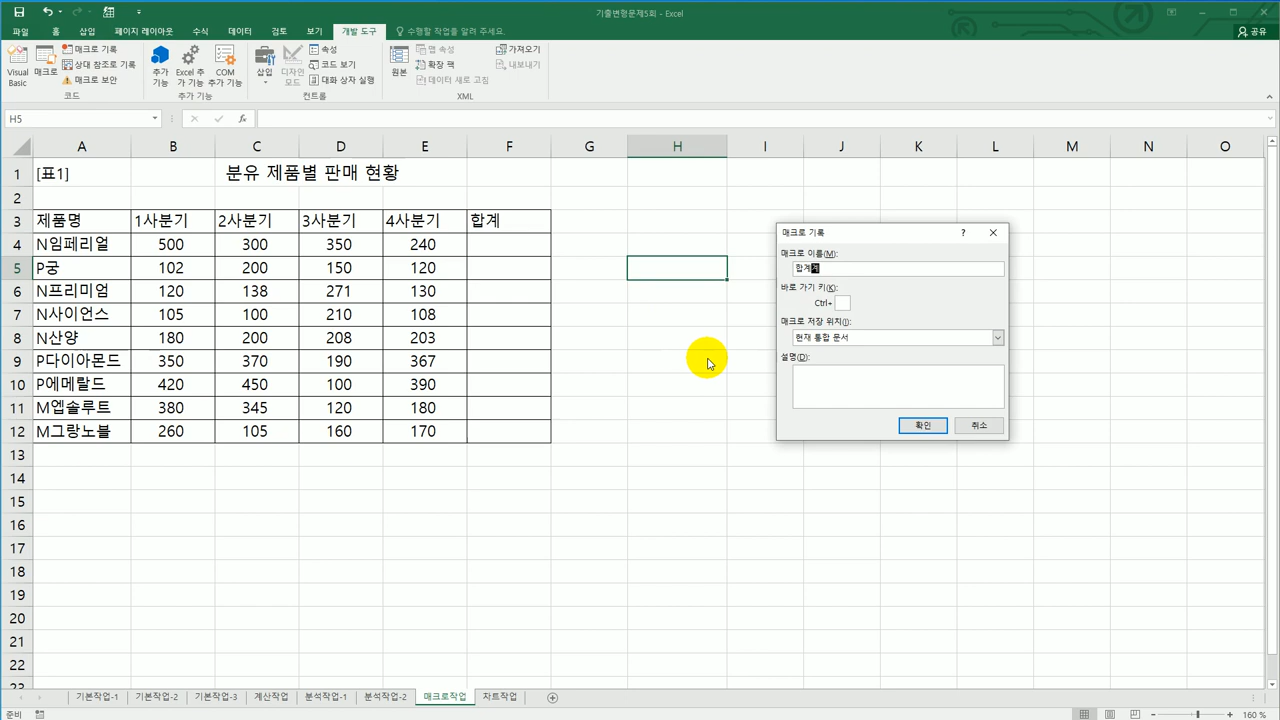 기출변형문제5회 - Excel
파일 홈 삽입 페이지 레이아웃 수식 데이터 검토 보기 개발 도구 수행할 작업을 알려 주세요. 공유
Visual Basic
매크로
매크로 기록
상대 참조로 기록
매크로 보안
코드
추가 기능
Excel 추가 기능
COM 추가 기능
추가 기능
삽입
디자인 모드
속성
코드 보기
대화 상자 실행
컨트롤
원본
맵 속성
확장 팩
데이터 새로 고침
가져오기
내보내기
XML
H5
fx
A B C D E F G H I J K L M N O
1 [표1] 분유 제품별 판매 현황
2
3 제품명 1사분기 2사분기 3사분기 4사분기 합계
4 N임페리얼 500 300 350 240
5 P궁 102 200 150 120
6 N프리미엄 120 138 271 130
7 N사이언스 105 100 210 108
8 N산양 180 200 208 203
9 P다이아몬드 350 370 190 367
10 P에메랄드 420 450 100 390
11 M엡솔루트 380 345 120 180
12 M그랑노블 260 105 160 170
13
14
15
16
17
18
19
20
21
22
23
매크로 기록 ?
매크로 이름(M):
합계계
바로 가기 키(K):
Ctrl+
매크로 저장 위치(I):
현재 통합 문서
설명(D):
확인 취소
기본작업-1 기본작업-2 기본작업-3 계산작업 분석작업-1 분석작업-2 매크로작업 차트작업
준비 160 %